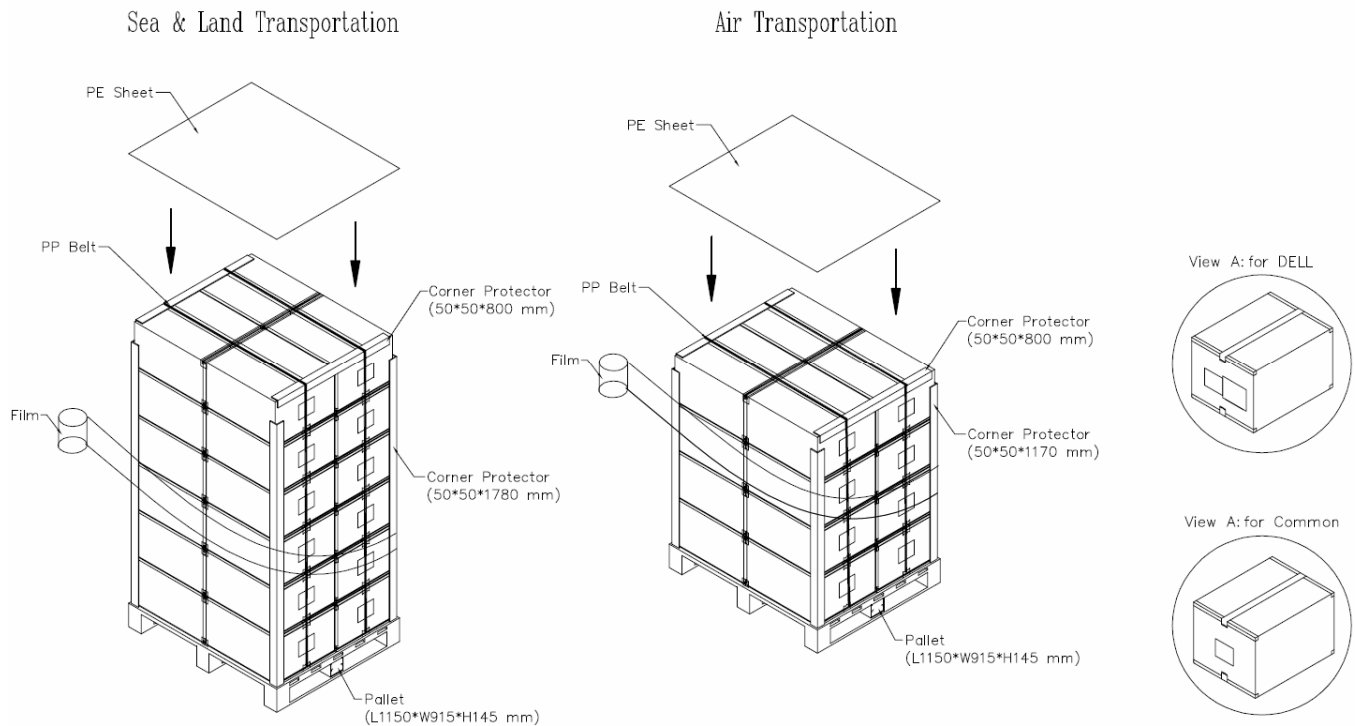 Sea & Land Transportation
PE Sheet
PP Belt
Corner Protector
(50*50*800 mm)
Film
Corner Protector
(50*50*1780 mm)
Pallet
(L1150*W915*H145 mm)
Air Transportation
PE Sheet
PP Belt
Corner Protector
(50*50*800 mm)
Film
Corner Protector
(50*50*1170 mm)
Pallet
(L1150*W915*H145 mm)
View A: for DELL
View A: for Common